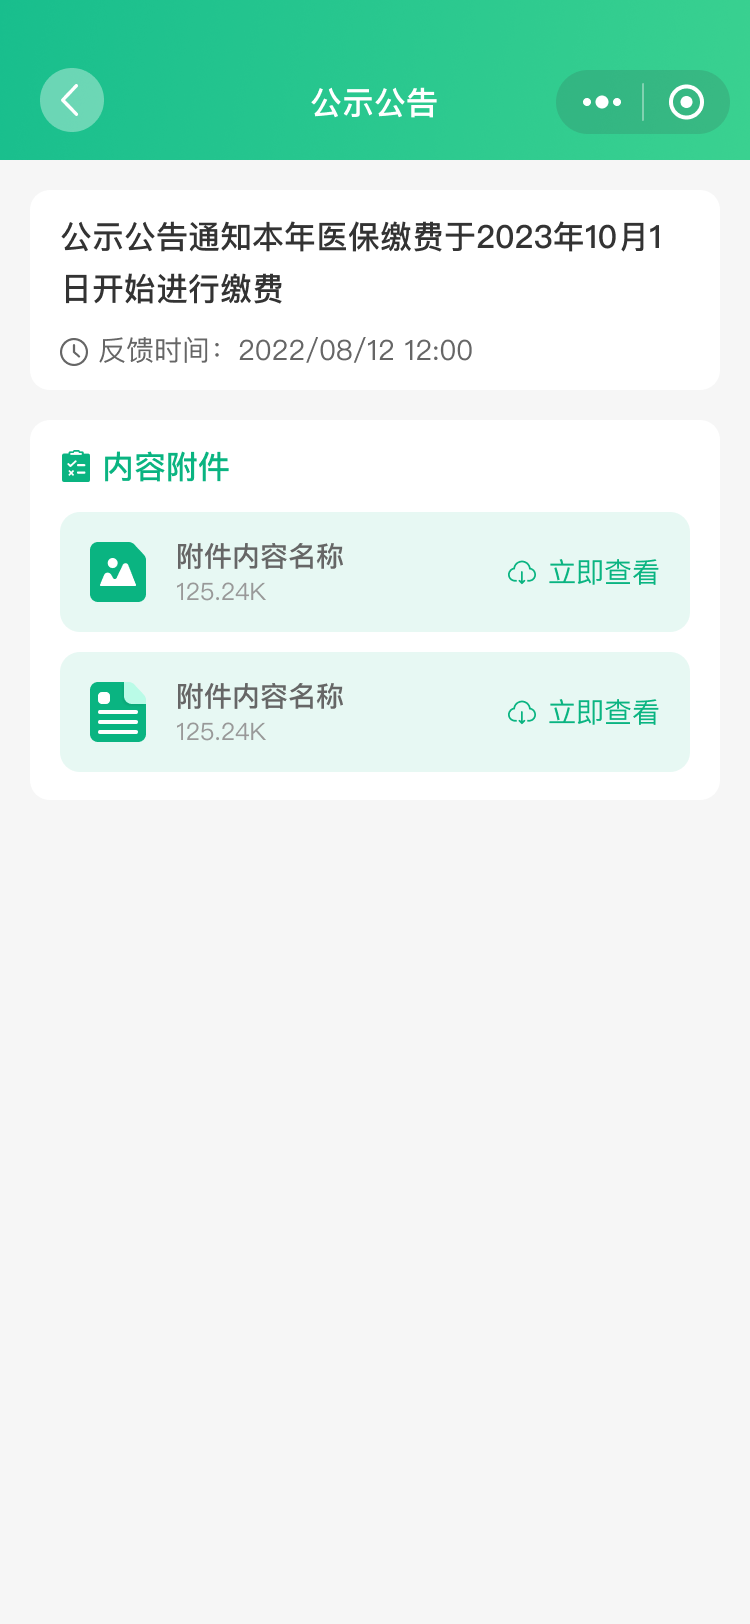 公示公告
公示公告通知本年医保缴费于2023年10月1
日开始进行缴费
反馈时间：2022/08/12 12:00
内容附件
附件内容名称
125.24K
立即查看
附件内容名称
125.24K
立即查看